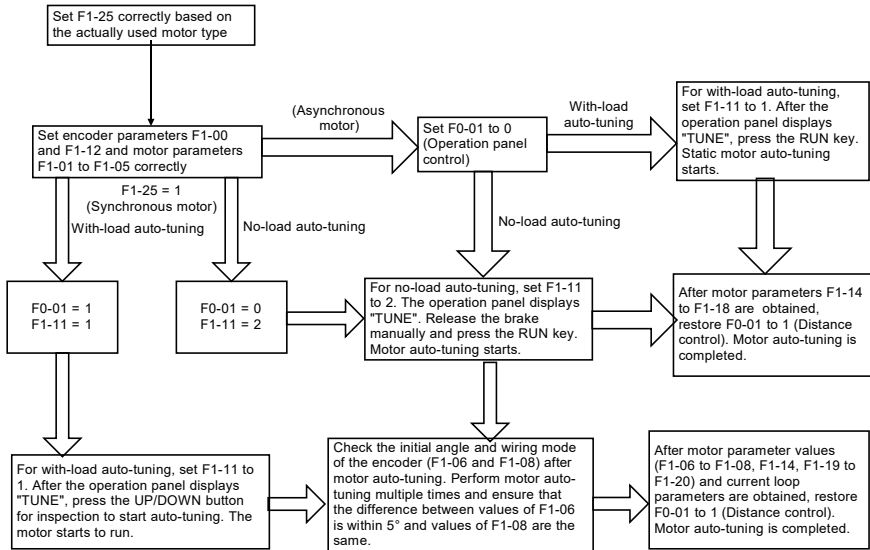 Set F1-25 correctly based on
the actually used motor type
Set encoder parameters F1-00
and F1-12 and motor parameters
F1-01 to F1-05 correctly
(Asynchronous
motor)
Set F0-01 to 0
(Operation panel
control)
With-load
auto-tuning
For with-load auto-tuning,
set F1-11 to 1. After the
operation panel displays
"TUNE", press the RUN key.
Static motor auto-tuning
starts.
F1-25 = 1
(Synchronous motor)
With-load auto-tuning
No-load auto-tuning
No-load auto-tuning
F0-01 = 1
F1-11 = 1
F0-01 = 0
F1-11 = 2
For no-load auto-tuning, set F1-11
to 2. The operation panel displays
"TUNE". Release the brake
manually and press the RUN key.
Motor auto-tuning starts.
After motor parameters F1-14
to F1-18 are obtained,
restore F0-01 to 1 (Distance
control). Motor auto-tuning is
completed.
For with-load auto-tuning, set F1-11 to
1. After the operation panel displays
"TUNE", press the UP/DOWN button
for inspection to start auto-tuning. The
motor starts to run.
Check the initial angle and wiring mode
of the encoder (F1-06 and F1-08) after
motor auto-tuning. Perform motor auto-
tuning multiple times and ensure that
the difference between values of F1-06
is within 5° and values of F1-08 are the
same.
After motor parameter values
(F1-06 to F1-08, F1-14, F1-19 to
F1-20) and current loop
parameters are obtained, restore
F0-01 to 1 (Distance control).
Motor auto-tuning is completed.